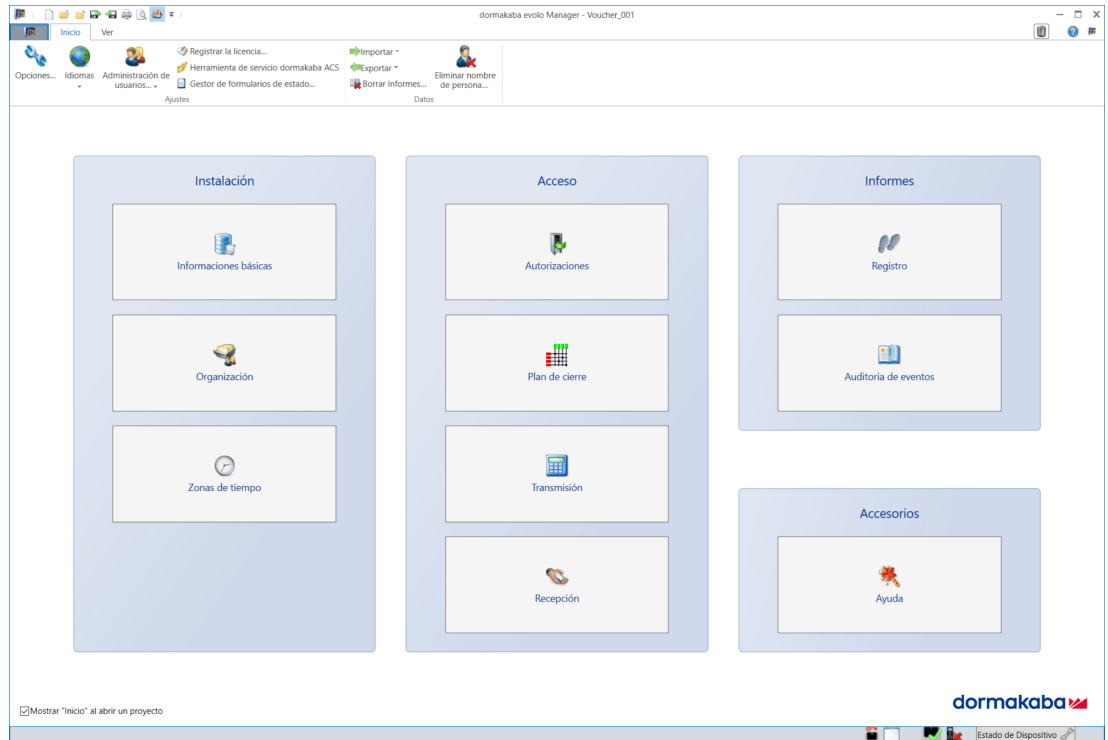 dormakaba evolo Manager - Voucher_001
Inicio
Ver
Opciones...
Idiomas
Administración de
usuarios...
Registrar la licencia...
Herramienta de servicio dormakaba ACS
Gestor de formularios de estado...
Ajustes
Importar
Exportar
Borrar Informes...
Eliminar nombre
de persona...
Datos
Instalación
Informaciones básicas
Organización
Zonas de tiempo
Acceso
Autorizaciones
Plan de cierre
Transmisión
Recepción
Informes
Registro
Auditoria de eventos
Accesorios
Ayuda
Mostrar "Inicio" al abrir un proyecto
dormakaba
Estado de Dispositivo